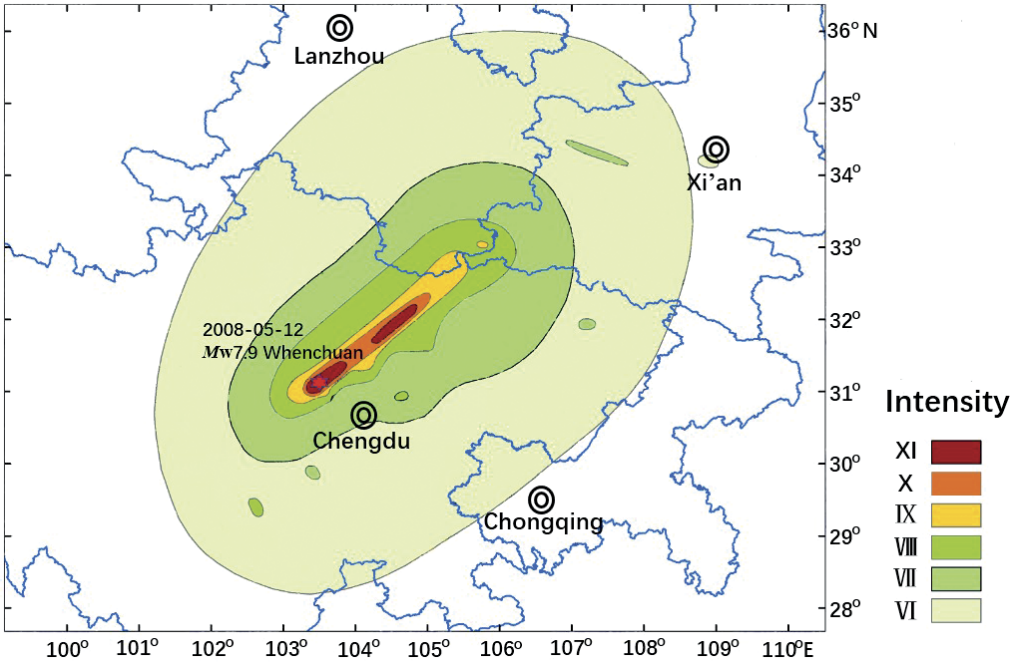 Lanzhou
36° N
35°
Xi’an
34°
33°
2008-05-12
Mw7.9 Whenchuan
32°
31°
Chengdu
30°
Chongqing
29°
28°
100° 101° 102° 103° 104° 105° 106° 107° 108° 109° 110°E
Intensity
XI
X
IX
VIII
VII
VI